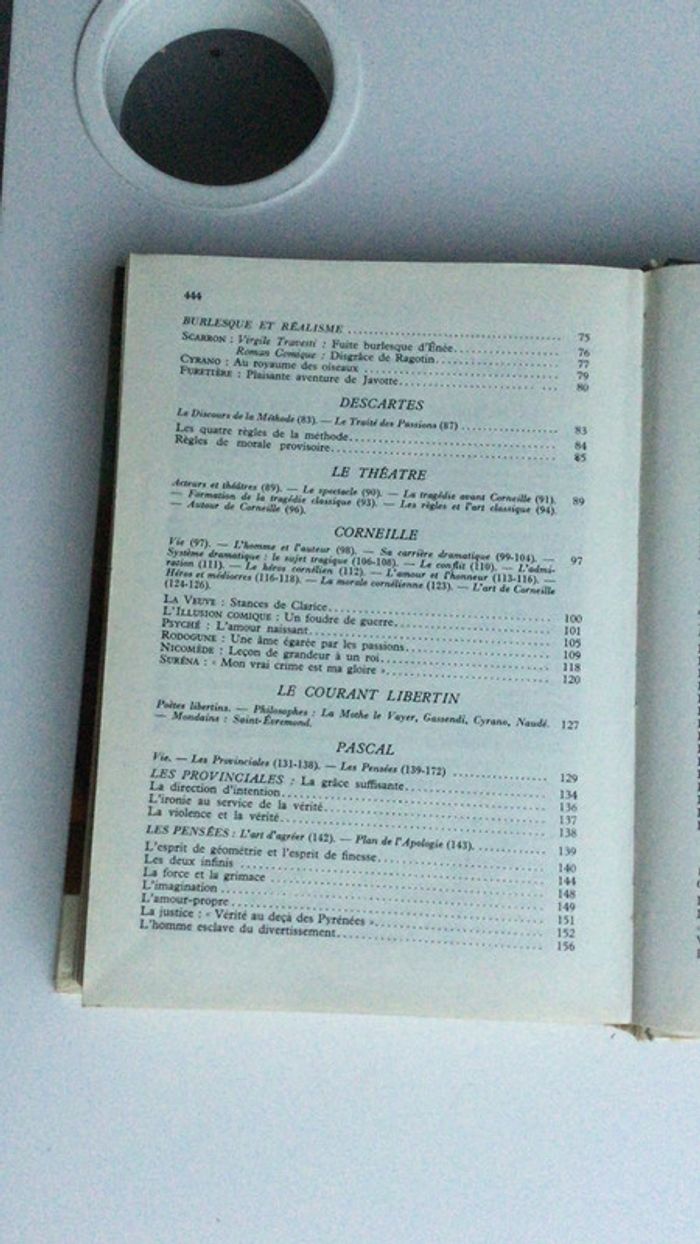 444
BURLESQUE ET RÉALISME ........ 75
SCARRON : Virgile Travesti : Fuite burlesque d'Énée........ 76
Roman Comique : Disgrâce de Ragotin........ 77
CYRANO : Au royaume des oiseaux ........ 79
FURETIÈRE : Plaisante aventure de Javotte........ 80
DESCARTES
Le Discours de la Méthode (83). — Le Traité des Passions (87) ........ 83
Les quatre règles de la méthode........ 84
Règles de morale provisoire........ 85
LE THÉATRE
Acteurs et théâtres (89). — Le spectacle (90). — La tragédie avant Corneille (91). 89
— Formation de la tragédie classique (93). — Les règles et l'art classique (94).
— Autour de Corneille (96).
CORNEILLE
Vie (97). — L'homme et l'auteur (98). — Sa carrière dramatique (99-104). — 97
Système dramatique : le sujet tragique (106-108). — Le conflit (110). — L'admi-
ration (111). — Le héros cornélien (112). — L'amour et l'honneur (113-116). —
Héros et médiocres (116-118). — La morale cornélienne (123). — L'art de Corneille
(124-126).
LA VEUVE : Stances de Clarice........ 100
L'ILLUSION COMIQUE : Un foudre de guerre........ 101
PSYCHÉ : L'amour naissant........ 105
RODOGUNE : Une âme égarée par les passions........ 109
NICOMÈDE : Leçon de grandeur à un roi........ 118
SURÉNA : « Mon vrai crime est ma gloire »........ 120
LE COURANT LIBERTIN
Poètes libertins. — Philosophes : La Mothe le Vayer, Gassendi, Cyrano, Naudé. 127
— Mondains : Saint-Évremond.
PASCAL
Vie. — Les Provinciales (131-138). — Les Pensées (139-172) ........ 129
LES PROVINCIALES : La grâce suffisante........ 134
La direction d'intention........ 136
L'ironie au service de la vérité........ 137
La violence et la vérité........ 138
LES PENSÉES : L'art d'agréer (142). — Plan de l'Apologie (143). ........ 139
L'esprit de géométrie et l'esprit de finesse........ 140
Les deux infinis ........ 144
La force et la grimace ........ 148
L'imagination ........ 149
L'amour-propre........ 151
La justice : « Vérité au deçà des Pyrénées »........ 152
L'homme esclave du divertissement........ 156